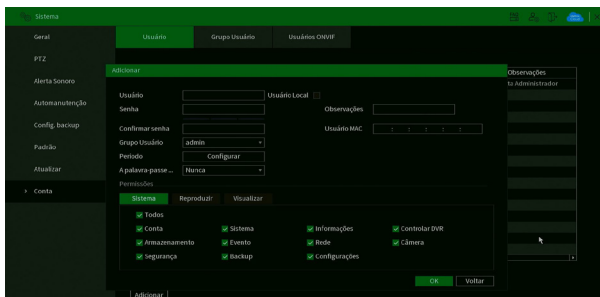 Sistema
Geral
Usuário Grupo Usuário Usuários ONVIF
PTZ
Adicionar
Observações
Alerta Sonoro
ta Administrador
Usuário Usuário Local
Automanutenção
Senha Observações
Config. backup
Confirmar senha Usuário MAC : : : : :
Padrão
Grupo Usuário admin
Período Configurar
Atualizar
A palavra-passe ... Nunca
Permissões
> Conta
Sistema Reproduzir Visualizar
Todos
Conta Sistema Informações Controlar DVR
Armazenamento Evento Rede Câmera
Segurança Backup Configurações
OK Voltar
Adicionar